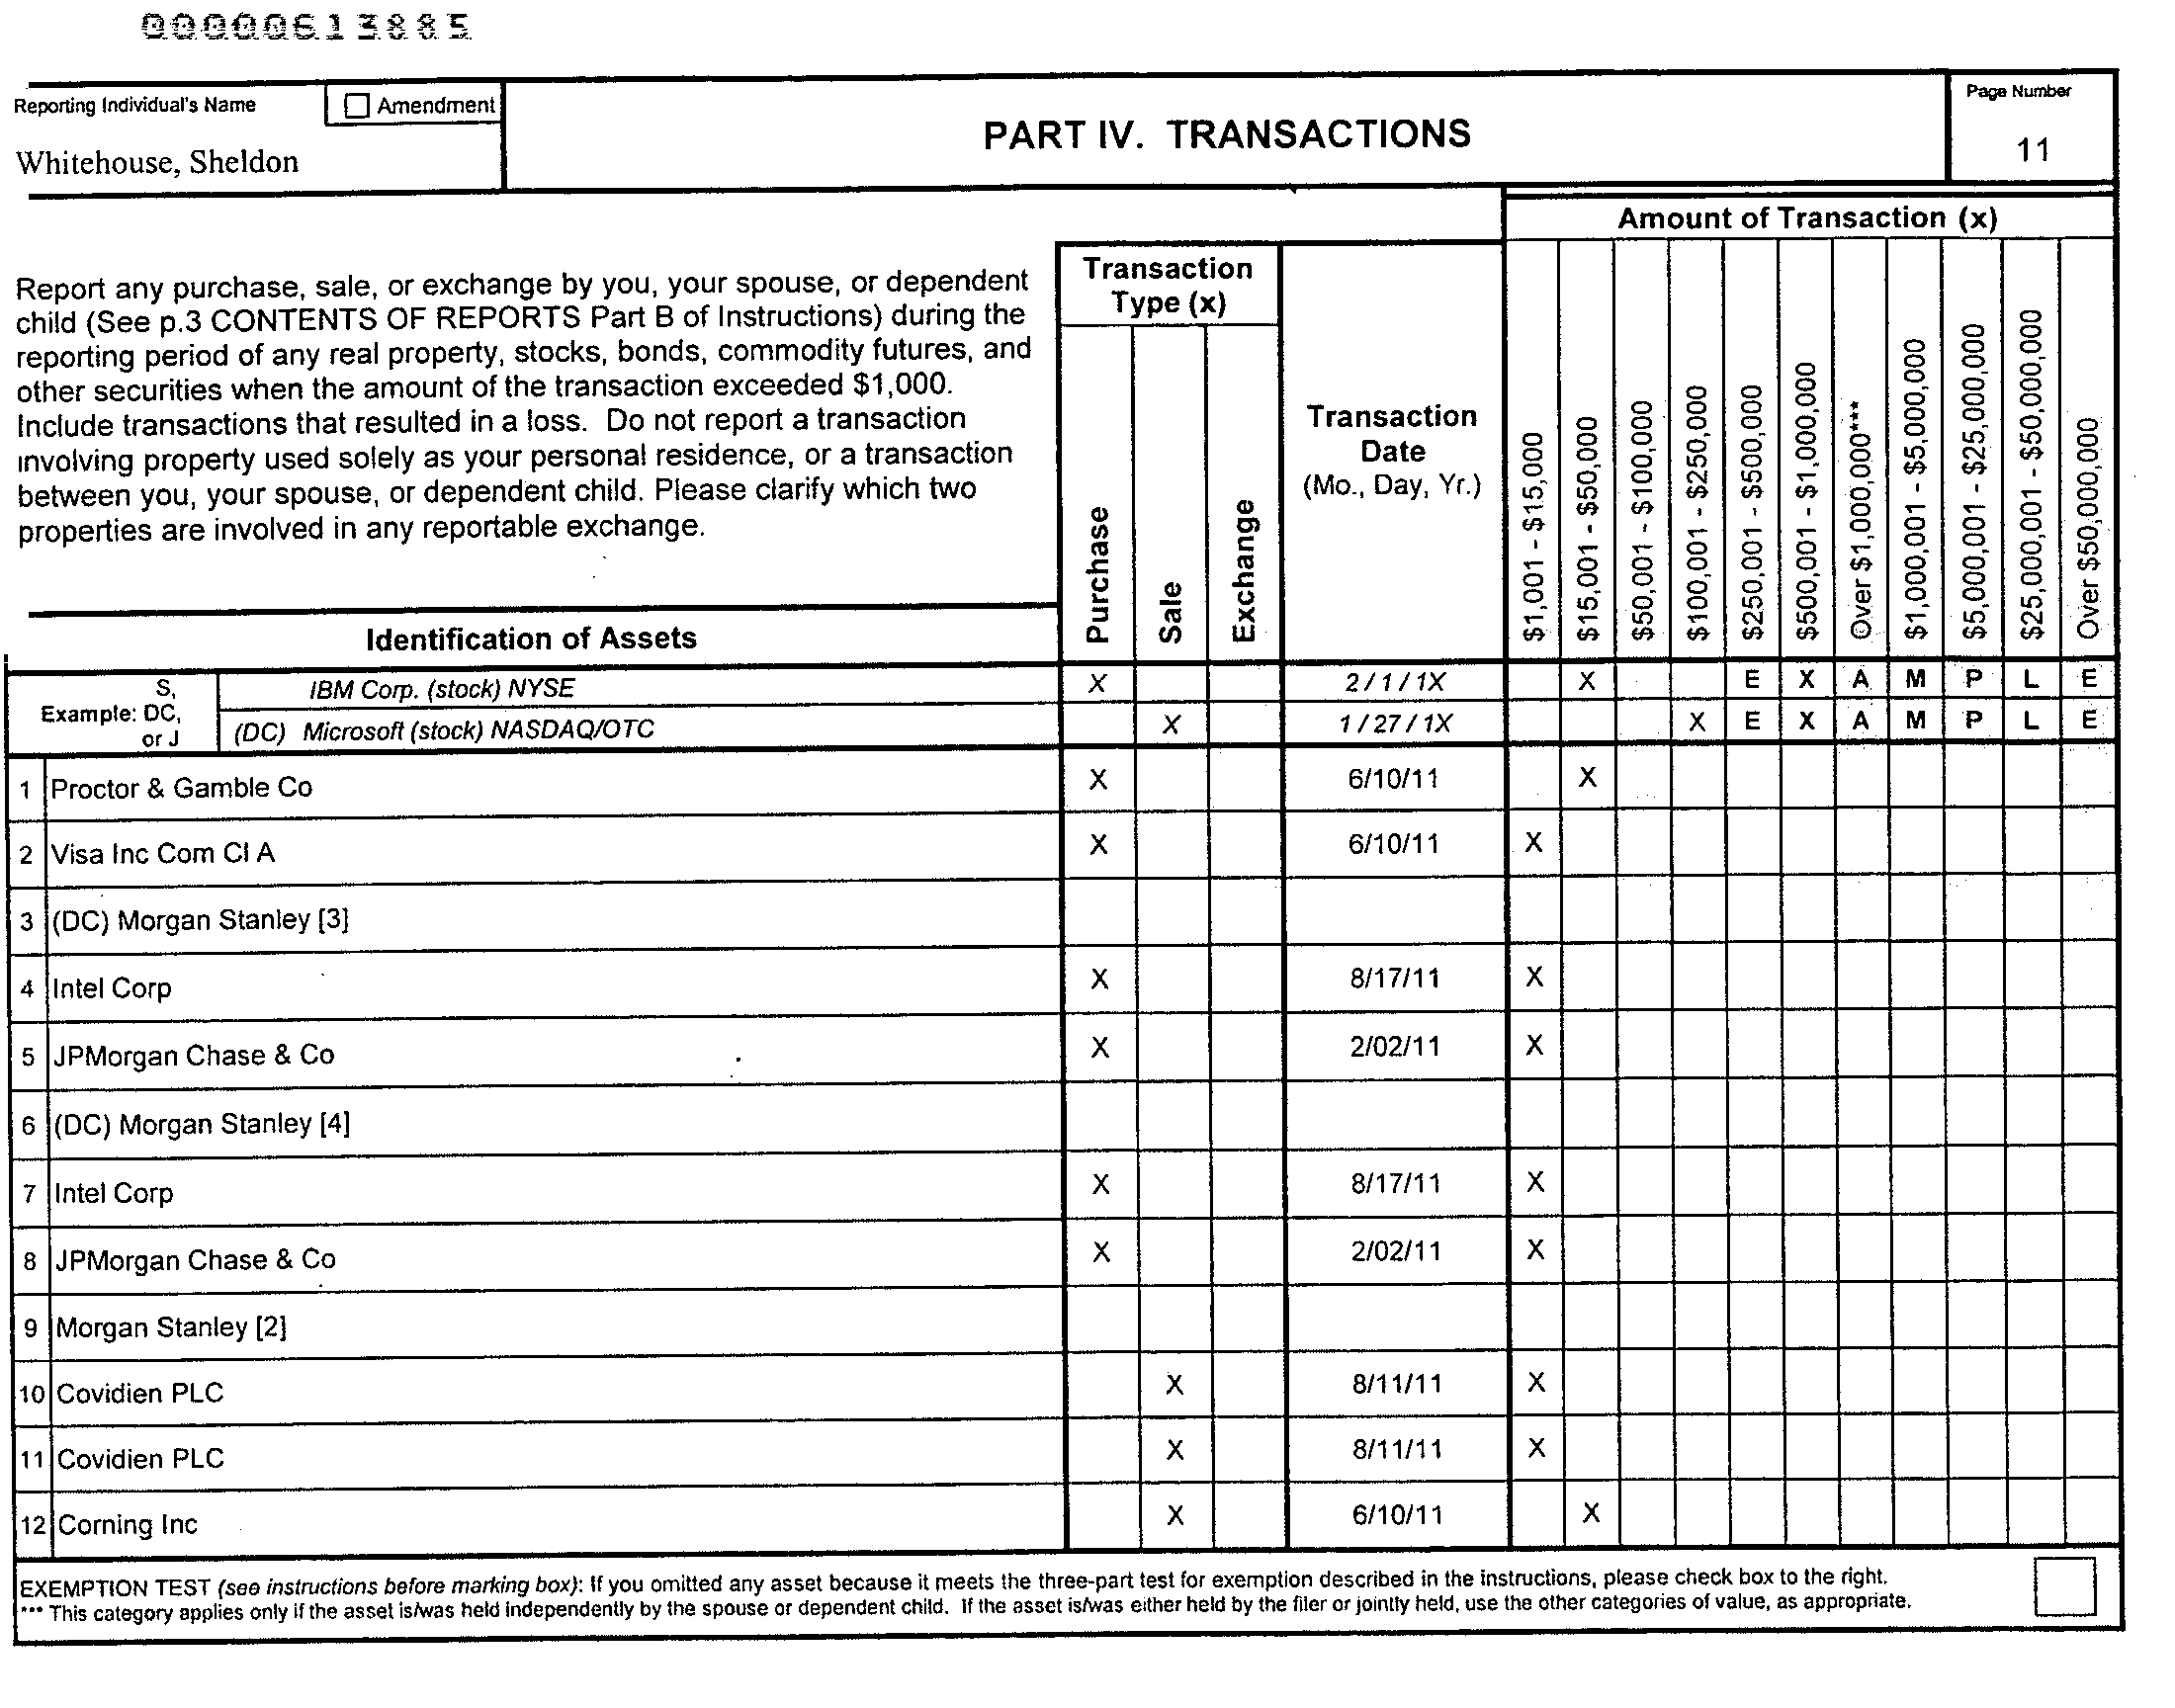 00000613885
Reporting Individual's Name
☐ Amendment
Whitehouse, Sheldon
PART IV. TRANSACTIONS
Page Number
11
Report any purchase, sale, or exchange by you, your spouse, or dependent
child (See p.3 CONTENTS OF REPORTS Part B of Instructions) during the
reporting period of any real property, stocks, bonds, commodity futures, and
other securities when the amount of the transaction exceeded $1,000.
Include transactions that resulted in a loss. Do not report a transaction
involving property used solely as your personal residence, or a transaction
between you, your spouse, or dependent child. Please clarify which two
properties are involved in any reportable exchange.
Identification of Assets
Transaction
Type (x)
Purchase
Sale
Exchange
Transaction
Date
(Mo., Day, Yr.)
Amount of Transaction (x)
$1,001 - $15,000
$15,001 - $50,000
$50,001 - $100,000
$100,001 - $250,000
$250,001 - $500,000
$500,001 - $1,000,000
Over $1,000,000***
$1,000,001 - $5,000,000
$5,000,001 - $25,000,000
$25,000,001 - $50,000,000
Over $50,000,000
Example: S, DC, or J
IBM Corp. (stock) NYSE X 2/1/1X X E X A M P L E
(DC) Microsoft (stock) NASDAQ/OTC X 1/27/1X X E X A M P L E
1 Proctor & Gamble Co X 6/10/11 X
2 Visa Inc Com Cl A X 6/10/11 X
3 (DC) Morgan Stanley [3]
4 Intel Corp X 8/17/11 X
5 JPMorgan Chase & Co X 2/02/11 X
6 (DC) Morgan Stanley [4]
7 Intel Corp X 8/17/11 X
8 JPMorgan Chase & Co X 2/02/11 X
9 Morgan Stanley [2]
10 Covidien PLC X 8/11/11 X
11 Covidien PLC X 8/11/11 X
12 Corning Inc X 6/10/11 X
EXEMPTION TEST (see instructions before marking box): If you omitted any asset because it meets the three-part test for exemption described in the instructions, please check box to the right.
*** This category applies only if the asset is/was held independently by the spouse or dependent child. If the asset is/was either held by the filer or jointly held, use the other categories of value, as appropriate.